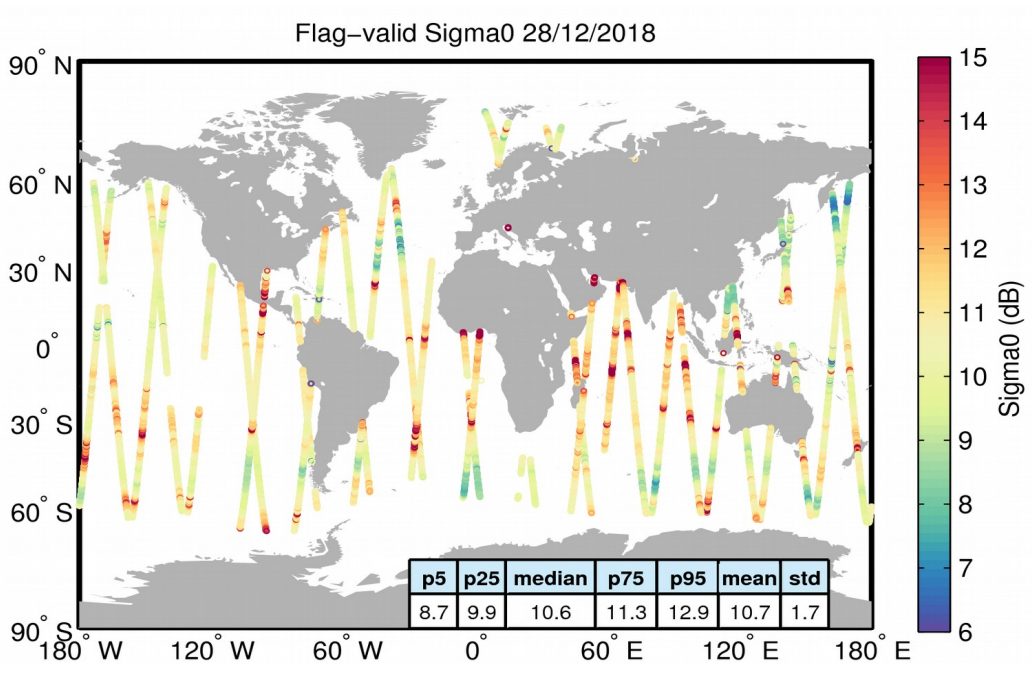 Flag−valid Sigma0 28/12/2018
90° N
60° N
30° N
0°
30° S
60° S
90° S
180° W
120° W
60° W
0°
60° E
120° E
180° E
p5 p25 median p75 p95 mean std
8.7 9.9 10.6 11.3 12.9 10.7 1.7
15
14
13
12
11
10
9
8
7
6
Sigma0 (dB)